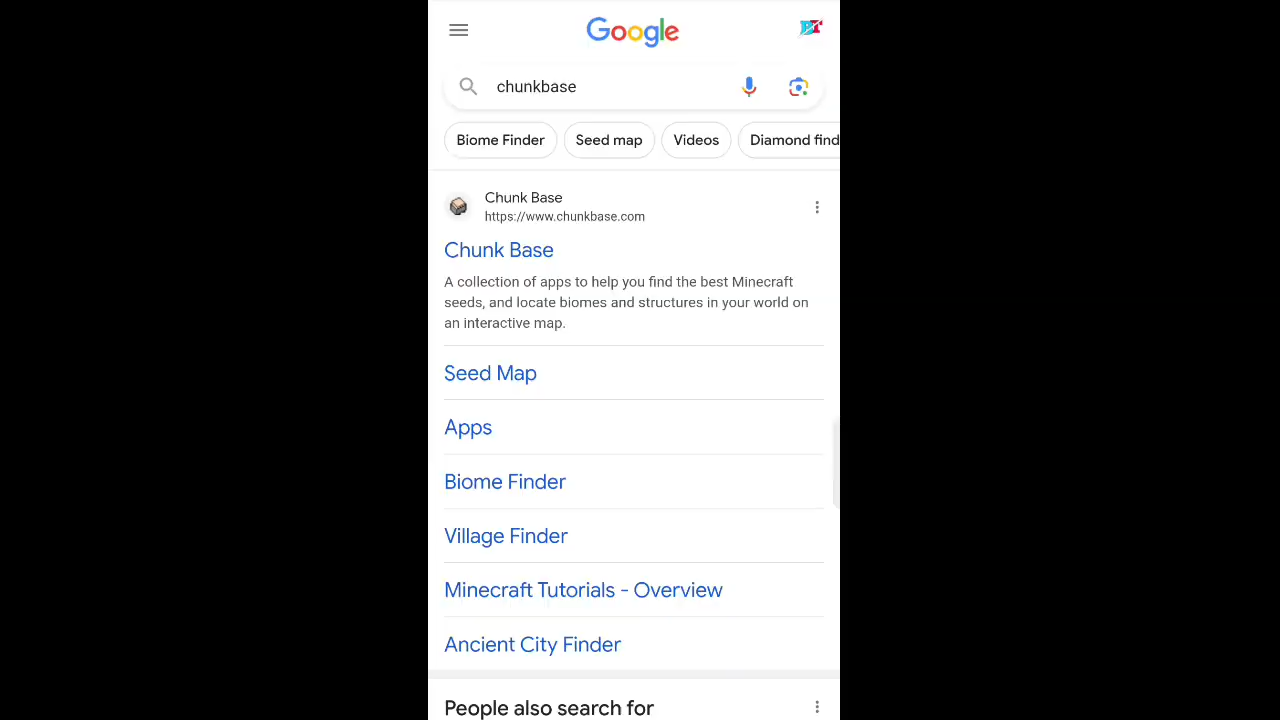 Google
chunkbase
Biome Finder Seed map Videos Diamond find
Chunk Base
https://www.chunkbase.com
Chunk Base
A collection of apps to help you find the best Minecraft
seeds, and locate biomes and structures in your world on
an interactive map.
Seed Map
Apps
Biome Finder
Village Finder
Minecraft Tutorials - Overview
Ancient City Finder
People also search for